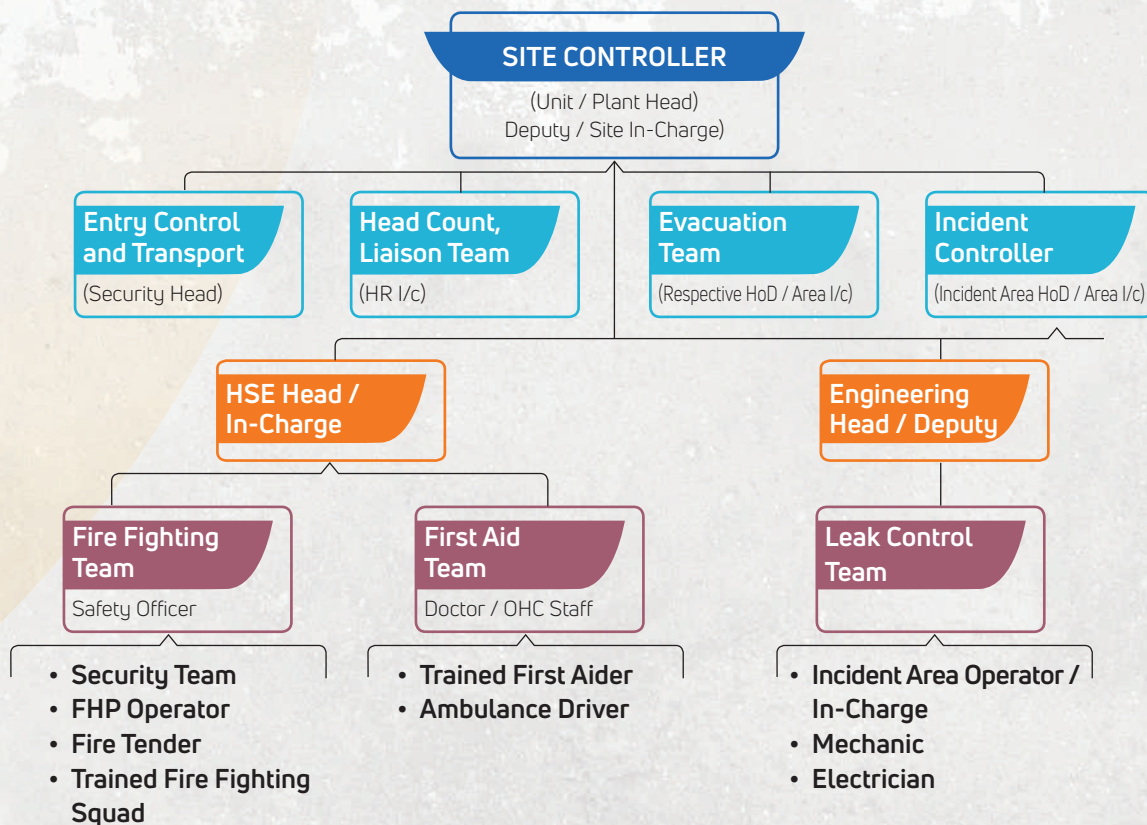 SITE CONTROLLER
(Unit / Plant Head)
Deputy / Site In-Charge)
Entry Control
and Transport
(Security Head)
Head Count,
Liaison Team
(HR I/c)
Evacuation
Team
(Respective HoD / Area I/c)
Incident
Controller
(Incident Area HoD / Area I/c)
HSE Head /
In-Charge
Engineering
Head / Deputy
Fire Fighting
Team
Safety Officer
First Aid
Team
Doctor / OHC Staff
Leak Control
Team
• Security Team
• FHP Operator
• Fire Tender
• Trained Fire Fighting
Squad
• Trained First Aider
• Ambulance Driver
• Incident Area Operator /
In-Charge
• Mechanic
• Electrician